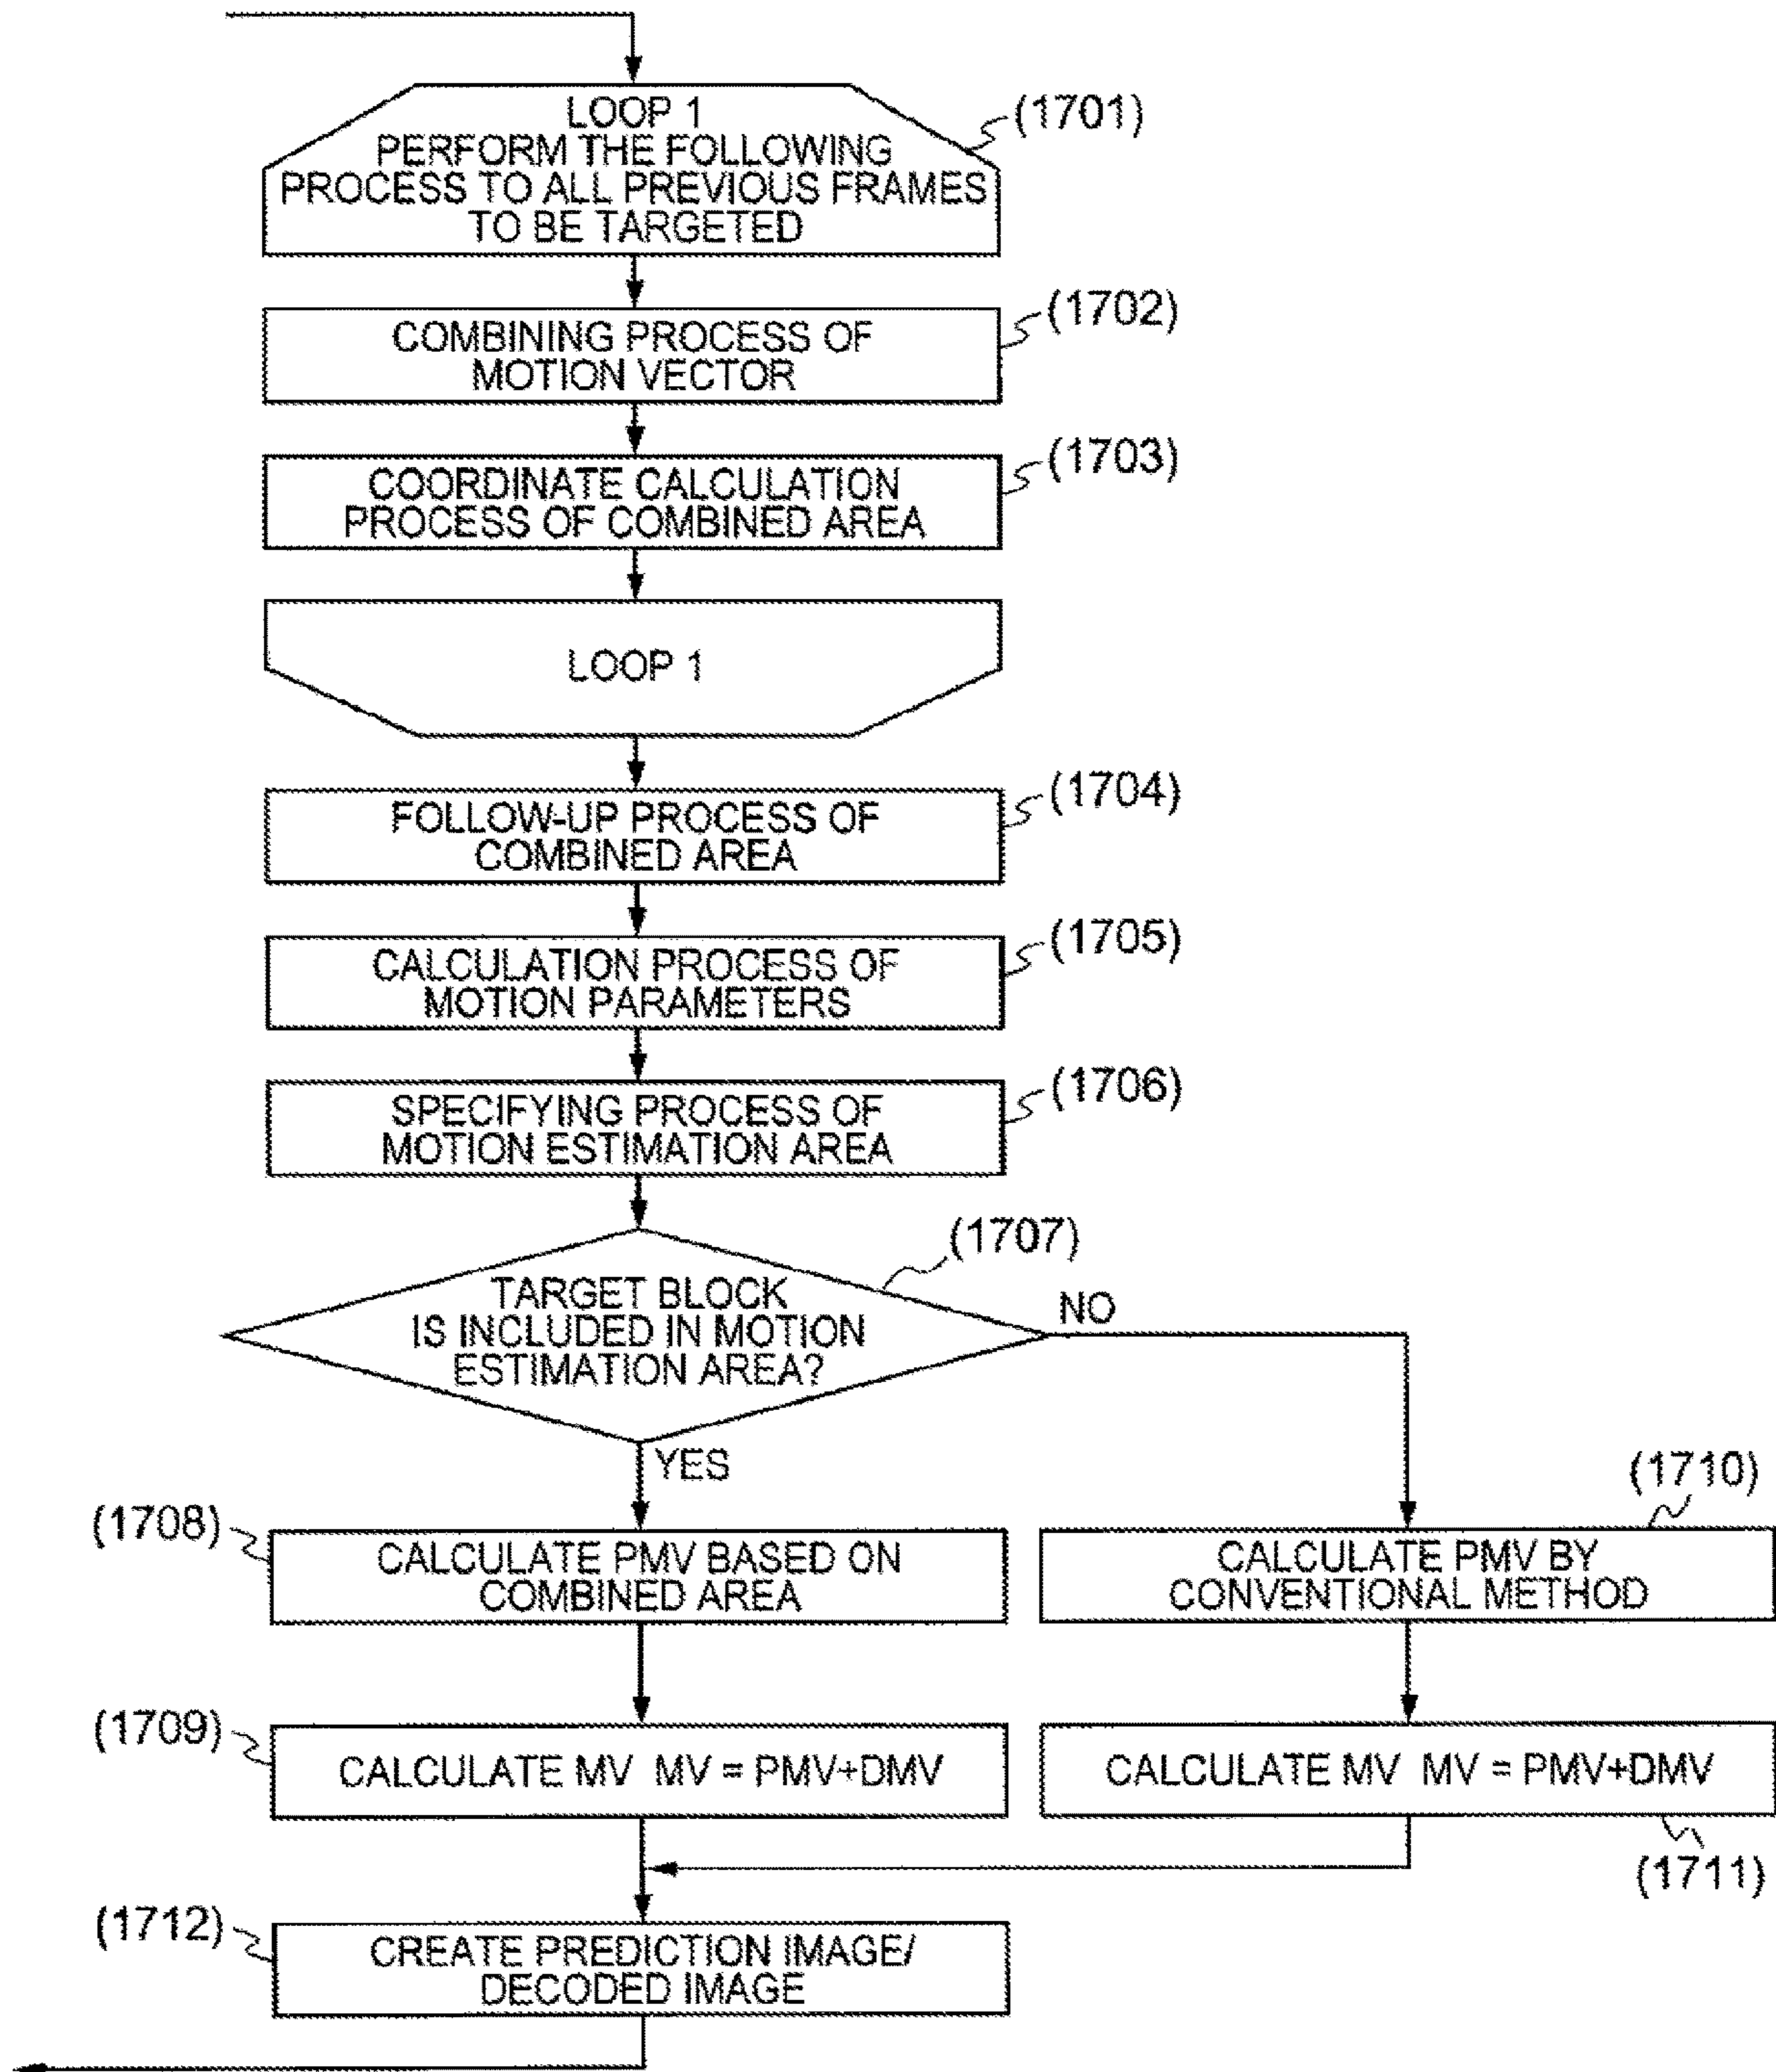 LOOP 1
PERFORM THE FOLLOWING
PROCESS TO ALL PREVIOUS FRAMES
TO BE TARGETED
(1701)
COMBINING PROCESS OF
MOTION VECTOR
(1702)
COORDINATE CALCULATION
PROCESS OF COMBINED AREA
(1703)
LOOP 1
FOLLOW-UP PROCESS OF
COMBINED AREA
(1704)
CALCULATION PROCESS OF
MOTION PARAMETERS
(1705)
SPECIFYING PROCESS OF
MOTION ESTIMATION AREA
(1706)
TARGET BLOCK
IS INCLUDED IN MOTION
ESTIMATION AREA?
(1707)
NO
YES
(1708)
CALCULATE PMV BASED ON
COMBINED AREA
(1710)
CALCULATE PMV BY
CONVENTIONAL METHOD
(1709)
CALCULATE MV MV = PMV+DMV
CALCULATE MV MV = PMV+DMV
(1711)
(1712)
CREATE PREDICTION IMAGE/
DECODED IMAGE